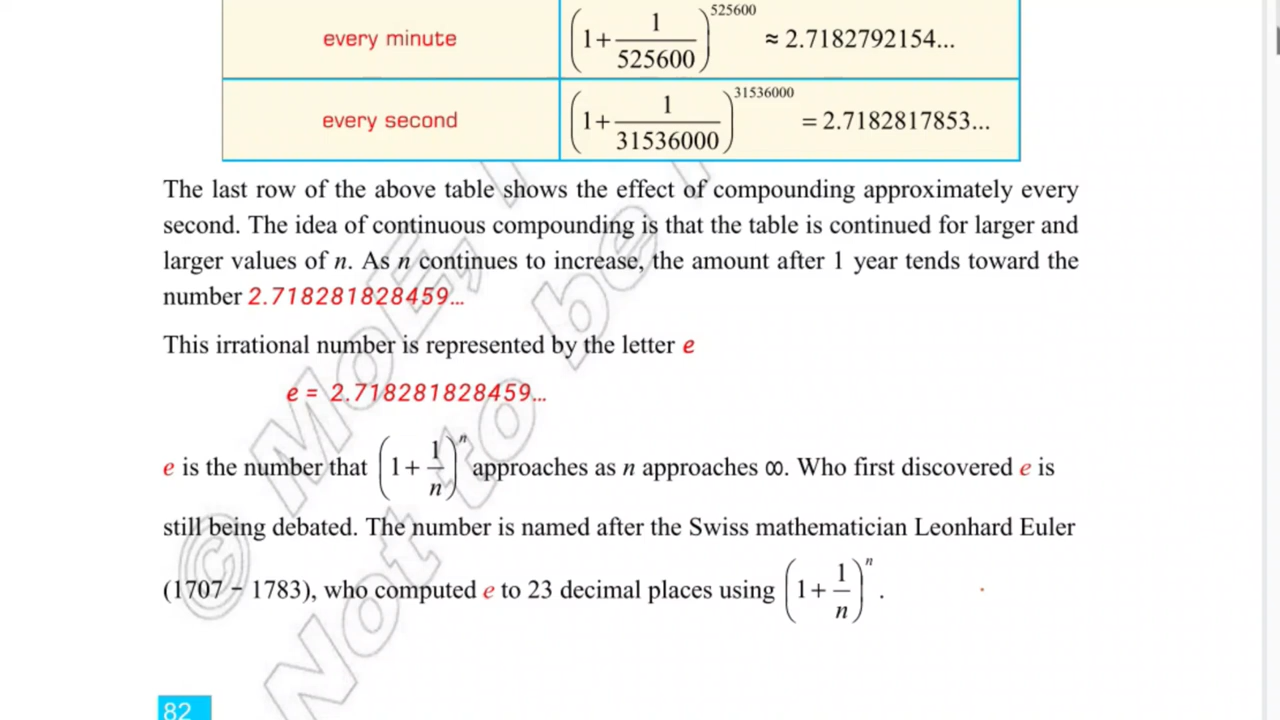 every minute (1+ 1/525600)^525600 ≈ 2.7182792154...
every second (1+ 1/31536000)^31536000 = 2.7182817853...
The last row of the above table shows the effect of compounding approximately every
second. The idea of continuous compounding is that the table is continued for larger and
larger values of n. As n continues to increase, the amount after 1 year tends toward the
number 2.718281828459...
This irrational number is represented by the letter e
e = 2.718281828459...
e is the number that (1+ 1/n)^n approaches as n approaches ∞. Who first discovered e is
still being debated. The number is named after the Swiss mathematician Leonhard Euler
(1707 – 1783), who computed e to 23 decimal places using (1+ 1/n)^n.
82
© MoE,
Not to be